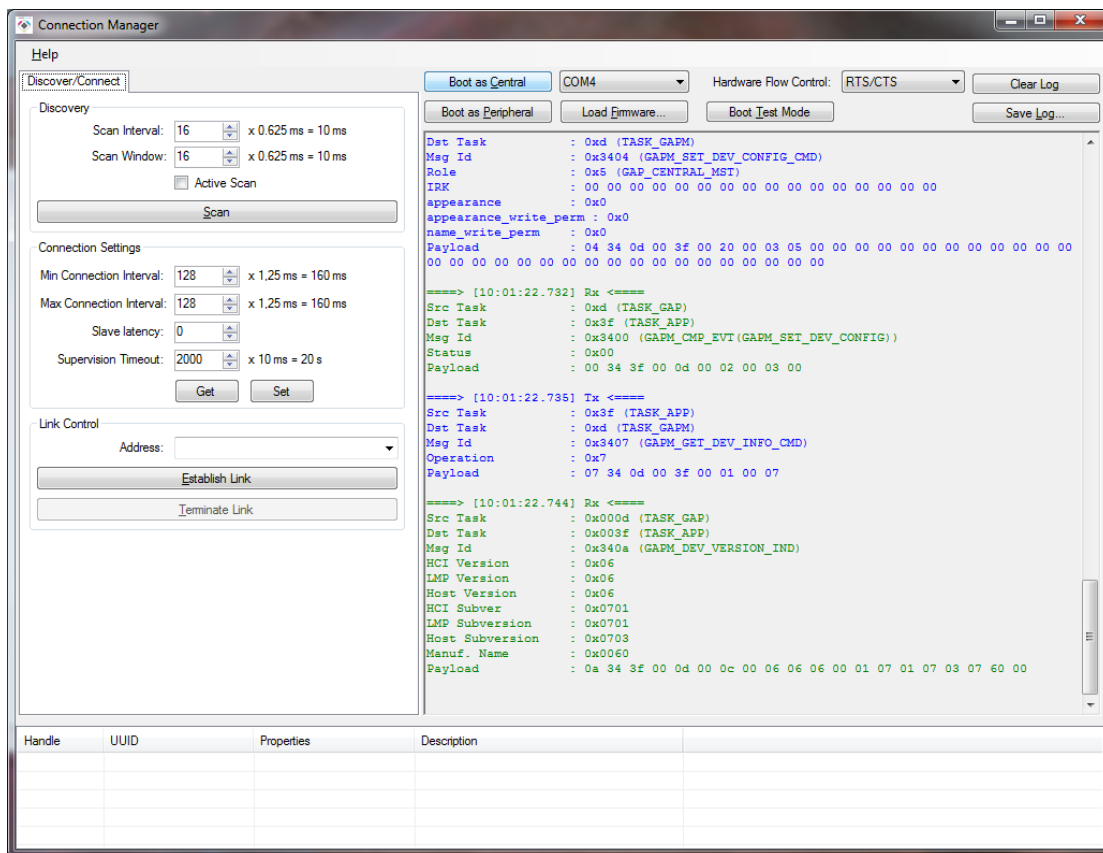 Connection Manager
Help
Discover/Connect
Discovery
Scan Interval: 16 x 0.625 ms = 10 ms
Scan Window: 16 x 0.625 ms = 10 ms
Active Scan
Scan
Connection Settings
Min Connection Interval: 128 x 1,25 ms = 160 ms
Max Connection Interval: 128 x 1,25 ms = 160 ms
Slave latency: 0
Supervision Timeout: 2000 x 10 ms = 20 s
Get Set
Link Control
Address:
Establish Link
Terminate Link
Boot as Central COM4 Hardware Flow Control: RTS/CTS Clear Log
Boot as Peripheral Load Firmware... Boot Test Mode Save Log...
Dst Task : 0xd (TASK_GAPM)
Msg Id : 0x3404 (GAPM_SET_DEV_CONFIG_CMD)
Role : 0x5 (GAP_CENTRAL_MST)
IRK : 00 00 00 00 00 00 00 00 00 00 00 00 00 00 00 00
appearance : 0x0
appearance_write_perm : 0x0
name_write_perm : 0x0
Payload : 04 34 0d 00 3f 00 20 00 03 05 00 00 00 00 00 00 00 00 00 00 00 00
00 00 00 00 00 00 00 00 00 00 00 00 00 00 00 00 00 00
====> [10:01:22.732] Rx <====
Src Task : 0xd (TASK_GAP)
Dst Task : 0x3f (TASK_APP)
Msg Id : 0x3400 (GAPM_CMP_EVT(GAPM_SET_DEV_CONFIG))
Status : 0x00
Payload : 00 34 3f 00 0d 00 02 00 03 00
====> [10:01:22.735] Tx <====
Src Task : 0x3f (TASK_APP)
Dst Task : 0xd (TASK_GAPM)
Msg Id : 0x3407 (GAPM_GET_DEV_INFO_CMD)
Operation : 0x7
Payload : 07 34 0d 00 3f 00 01 00 07
====> [10:01:22.744] Rx <====
Src Task : 0x000d (TASK_GAP)
Dst Task : 0x003f (TASK_APP)
Msg Id : 0x340a (GAPM_DEV_VERSION_IND)
HCI Version : 0x06
LMP Version : 0x06
Host Version : 0x06
HCI Subver : 0x0701
LMP Subversion : 0x0701
Host Subversion : 0x0703
Manuf. Name : 0x0060
Payload : 0a 34 3f 00 0d 00 0c 00 06 06 06 00 01 07 01 07 03 07 60 00
Handle UUID Properties Description